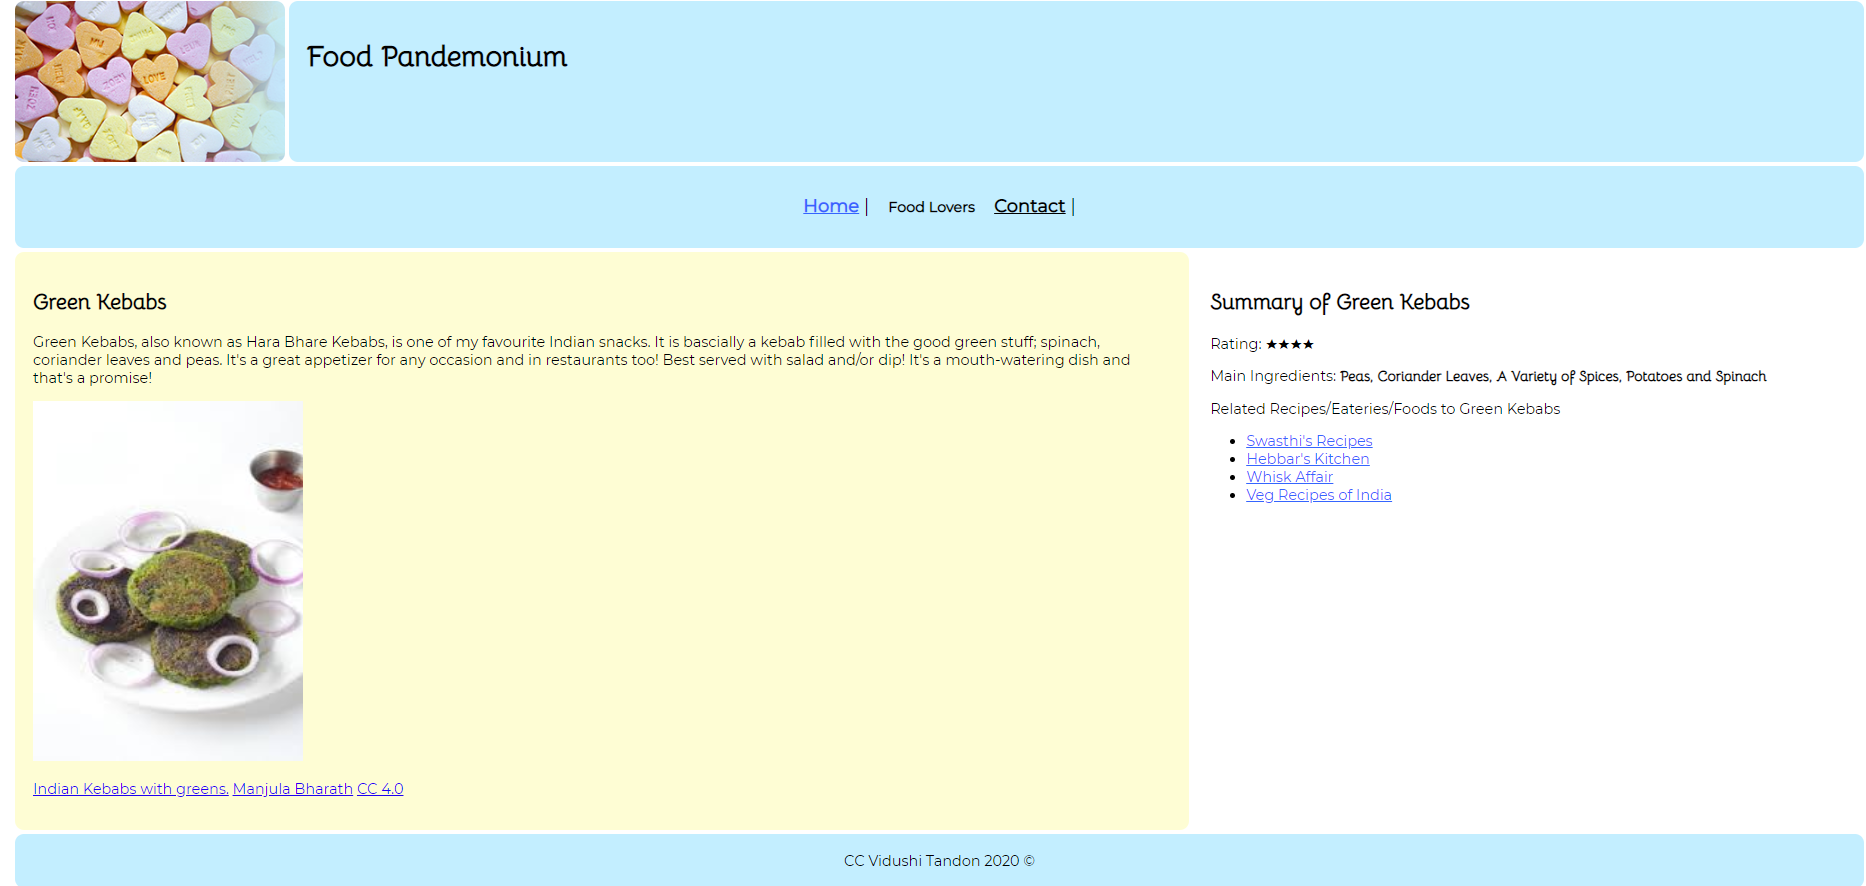 Food Pandemonium
Home | Food Lovers Contact |
Green Kebabs
Green Kebabs, also known as Hara Bhare Kebabs, is one of my favourite Indian snacks. It is bascially a kebab filled with the good green stuff; spinach,
coriander leaves and peas. It's a great appetizer for any occasion and in restaurants too! Best served with salad and/or dip! It's a mouth-watering dish and
that's a promise!
Indian Kebabs with greens. Manjula Bharath CC 4.0
Summary of Green Kebabs
Rating: ★★★★
Main Ingredients: Peas, Coriander Leaves, A Variety of Spices, Potatoes and Spinach
Related Recipes/Eateries/Foods to Green Kebabs
• Swasthi's Recipes
• Hebbar's Kitchen
• Whisk Affair
• Veg Recipes of India
CC Vidushi Tandon 2020 ©